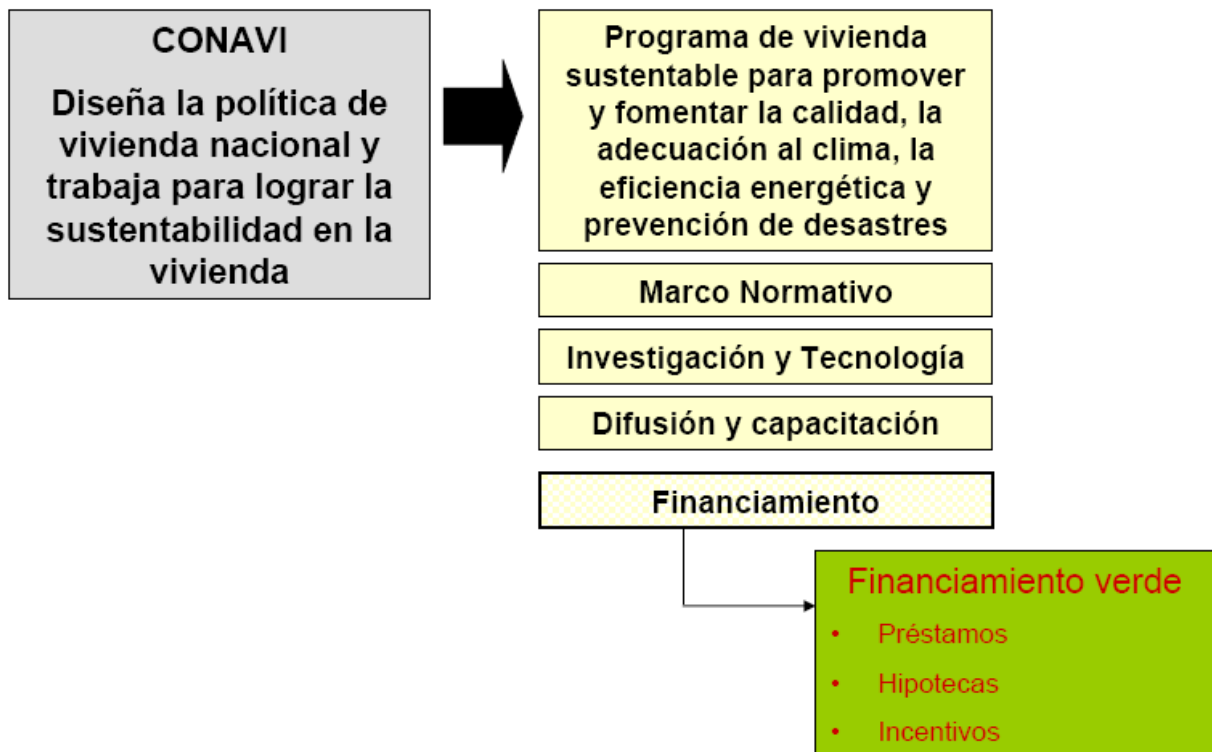 CONAVI
Diseña la política de
vivienda nacional y
trabaja para lograr la
sustentabilidad en la
vivienda
Programa de vivienda
sustentable para promover
y fomentar la calidad, la
adecuación al clima, la
eficiencia energética y
prevención de desastres
Marco Normativo
Investigación y Tecnología
Difusión y capacitación
Financiamiento
Financiamiento verde
• Préstamos
• Hipotecas
• Incentivos